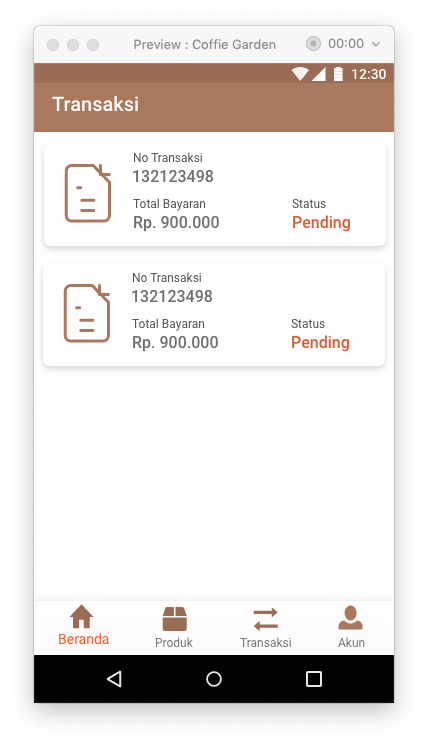 Preview : Coffie Garden
00:00
12:30
Transaksi
No Transaksi
132123498
Total Bayaran
Status
Rp. 900.000
Pending
No Transaksi
132123498
Total Bayaran
Status
Rp. 900.000
Pending
Beranda
Produk
Transaksi
Akun